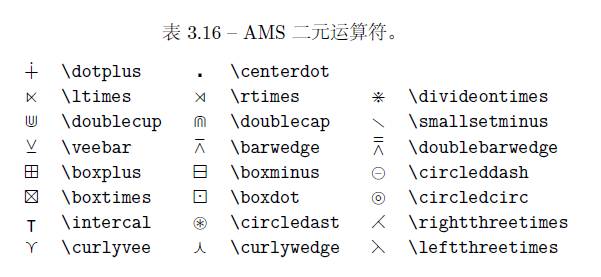 表 3.16 – AMS 二元运算符。
∔ \dotplus ▪ \centerdot
⋉ \ltimes ⋊ \rtimes ⋇ \divideontimes
⋓ \doublecup ⋒ \doublecap ∖ \smallsetminus
⊻ \veebar ⊼ \barwedge ⩞ \doublebarwedge
⊞ \boxplus ⊟ \boxminus ⊝ \circleddash
⊠ \boxtimes ⊡ \boxdot ⊚ \circledcirc
⊺ \intercal ⊛ \circledast ⋌ \rightthreetimes
⋎ \curlyvee ⋏ \curlywedge ⋋ \leftthreetimes